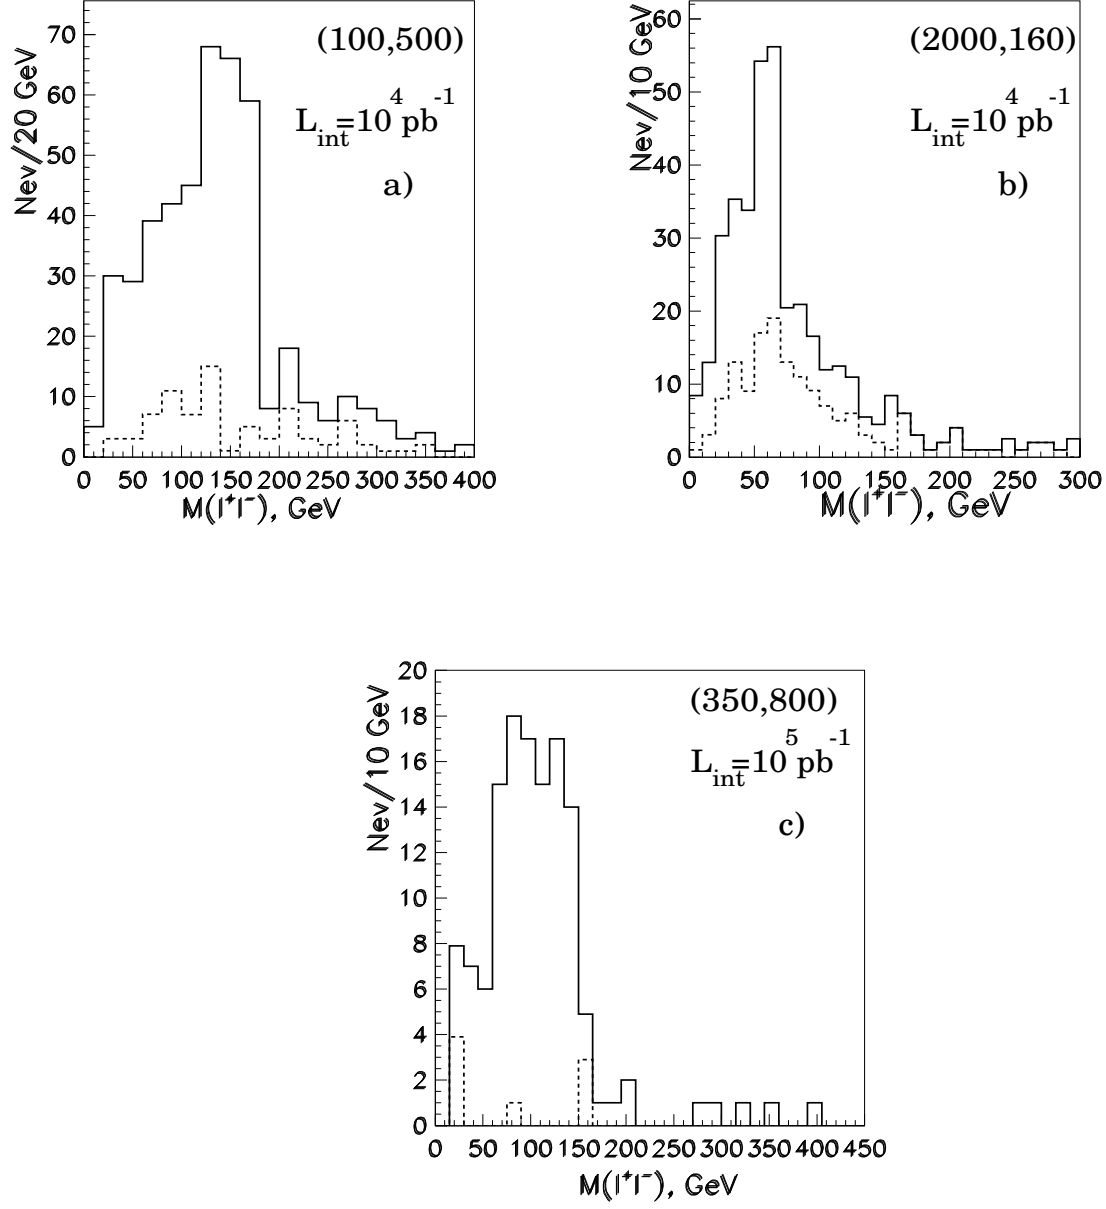 Nev/20 GeV
70
60
50
40
30
20
10
0
(100,500)
L_int=10^4 pb^-1
a)
0 50 100 150 200 250 300 350 400
M(l^+l^-), GeV
Nev/10 GeV
60
50
40
30
20
10
0
(2000,160)
L_int=10^4 pb^-1
b)
0 50 100 150 200 250 300
M(l^+l^-), GeV
Nev/10 GeV
20
18
16
14
12
10
8
6
4
2
0
(350,800)
L_int=10^5 pb^-1
c)
0 50 100 150 200 250 300 350 400 450
M(l^+l^-), GeV